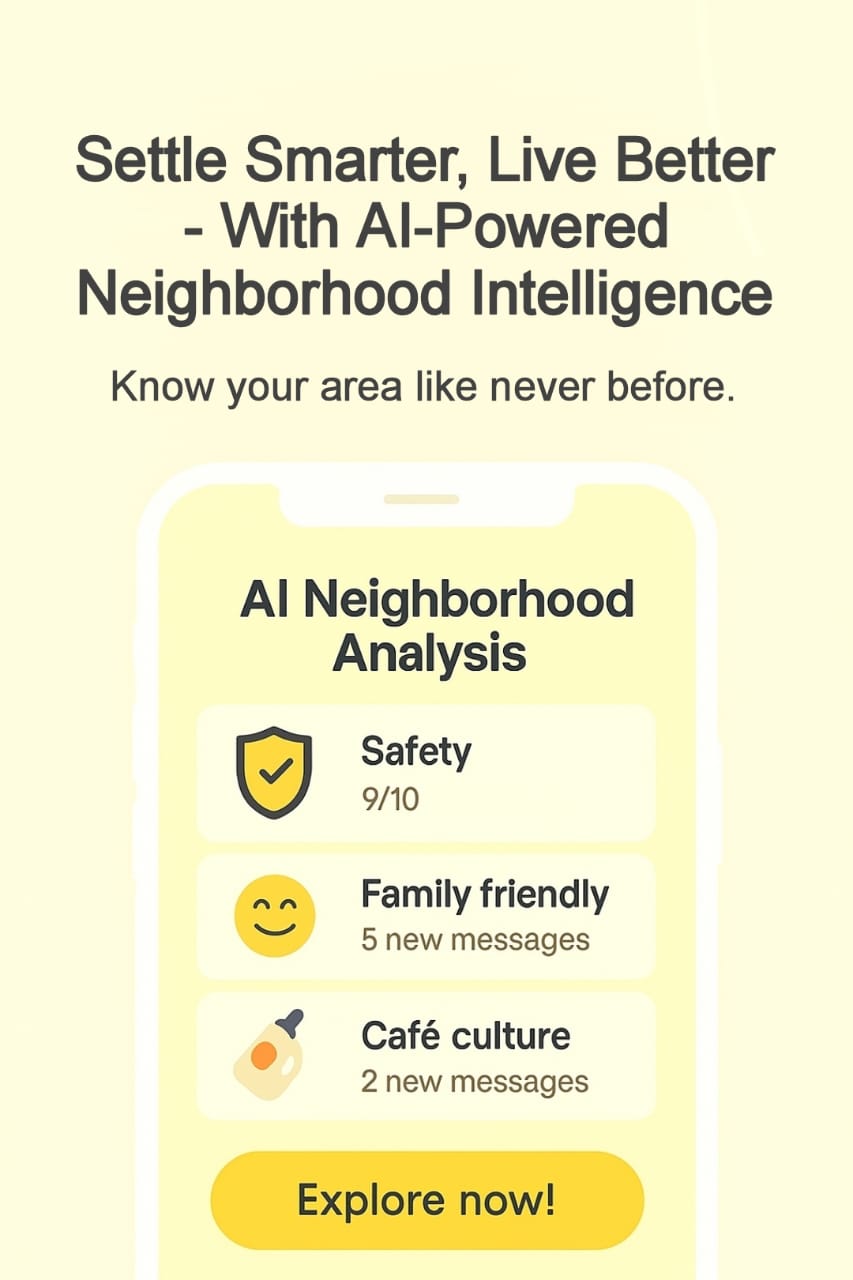 Settle Smarter, Live Better
- With AI-Powered
Neighborhood Intelligence
Know your area like never before.
AI Neighborhood
Analysis
Safety
9/10
Family friendly
5 new messages
Café culture
2 new messages
Explore now!